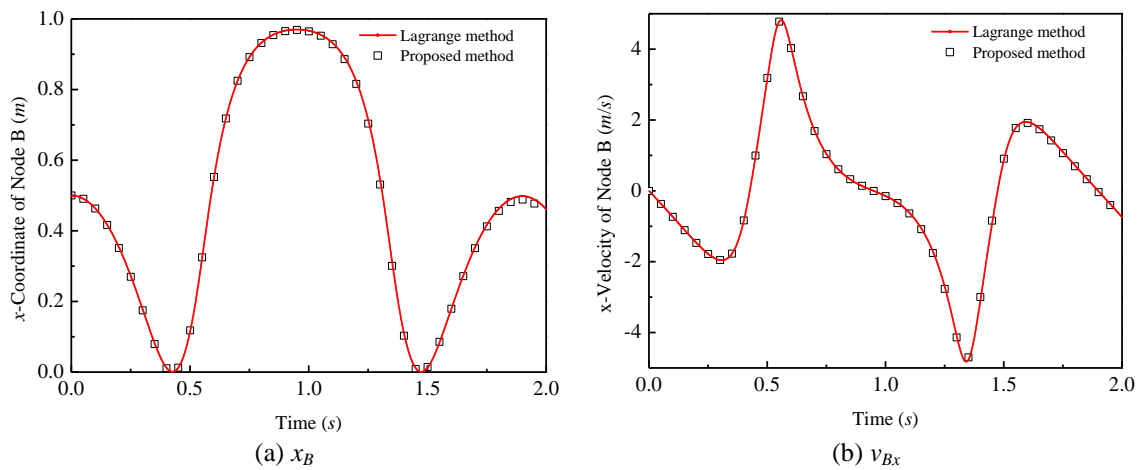 1.0
0.8
0.6
0.4
0.2
0.0
x-Coordinate of Node B (m)
Lagrange method
Proposed method
0.0 0.5 1.0 1.5 2.0
Time (s)
(a) xB
4
2
0
-2
-4
x-Velocity of Node B (m/s)
Lagrange method
Proposed method
0.0 0.5 1.0 1.5 2.0
Time (s)
(b) vBx